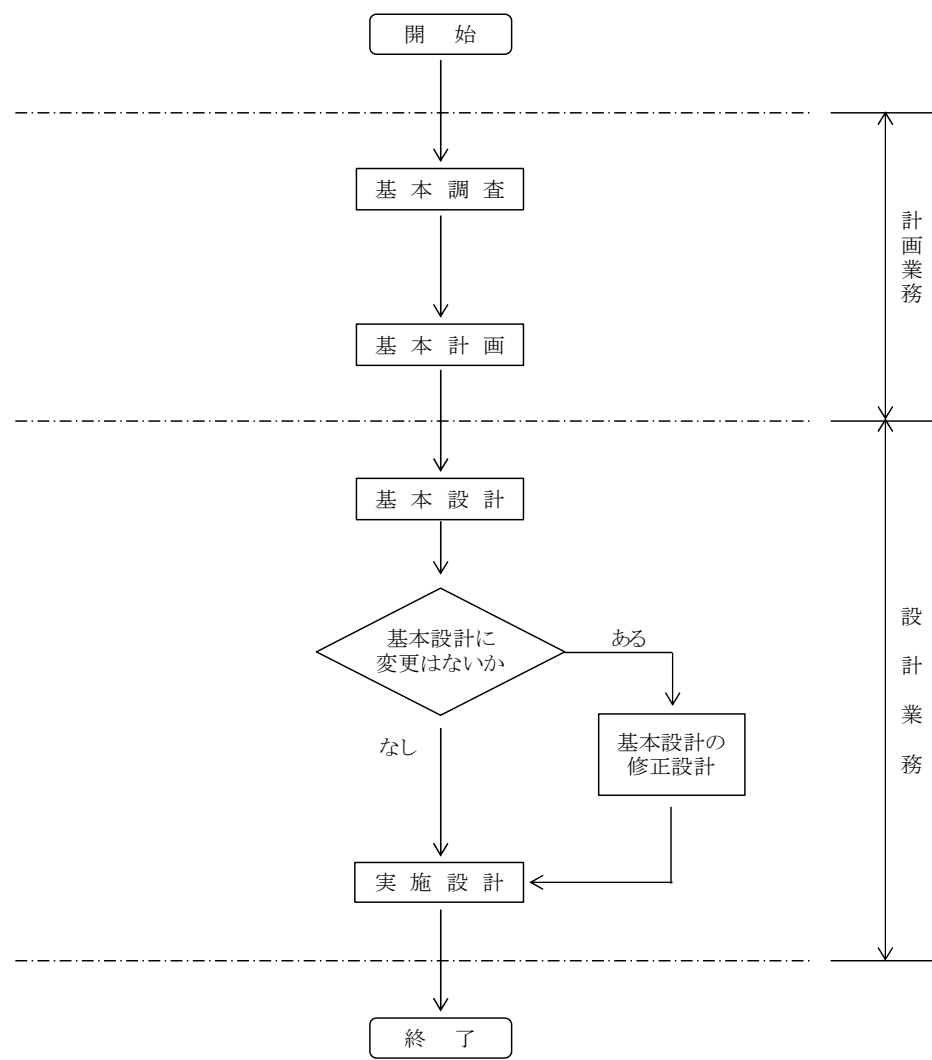 開 始
基 本 調 査
計画業務
基 本 計 画
基 本 設 計
基本設計に
変更はないか
ある
設計業務
なし
基本設計の
修正設計
実 施 設 計
終 了